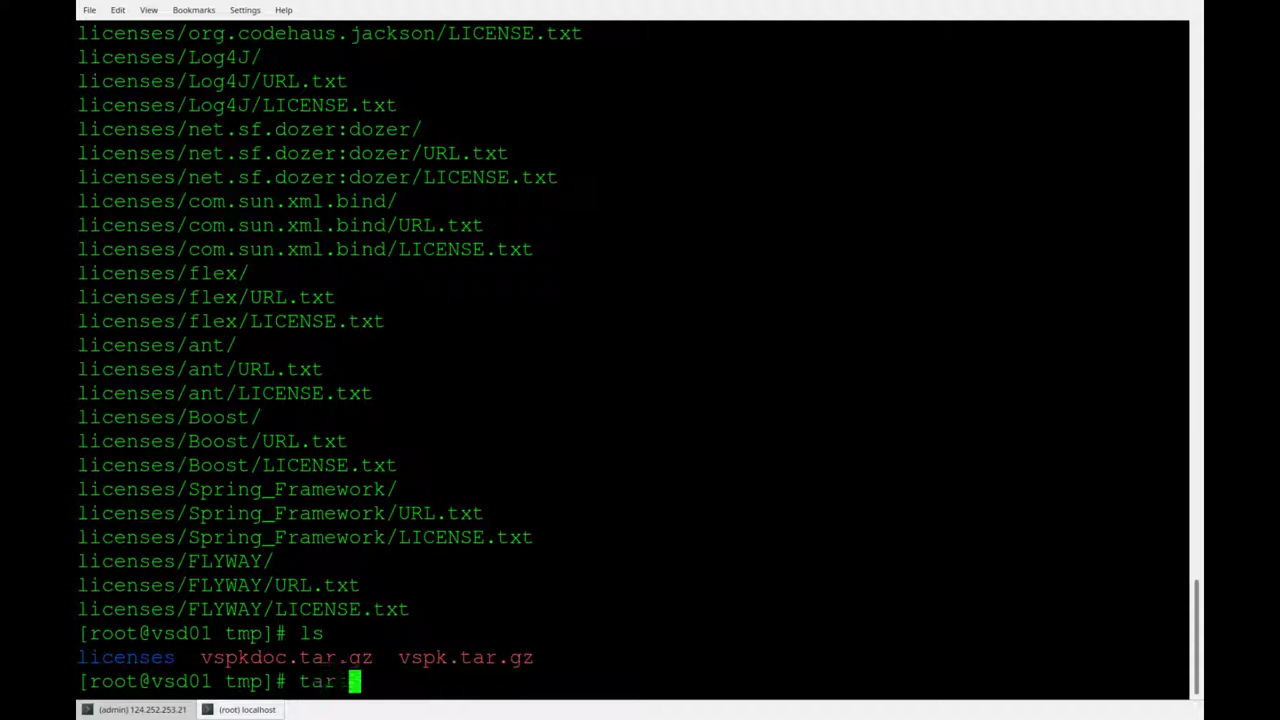 File Edit View Bookmarks Settings Help
licenses/org.codehaus.jackson/LICENSE.txt
licenses/Log4J/
licenses/Log4J/URL.txt
licenses/Log4J/LICENSE.txt
licenses/net.sf.dozer:dozer/
licenses/net.sf.dozer:dozer/URL.txt
licenses/net.sf.dozer:dozer/LICENSE.txt
licenses/com.sun.xml.bind/
licenses/com.sun.xml.bind/URL.txt
licenses/com.sun.xml.bind/LICENSE.txt
licenses/flex/
licenses/flex/URL.txt
licenses/flex/LICENSE.txt
licenses/ant/
licenses/ant/URL.txt
licenses/ant/LICENSE.txt
licenses/Boost/
licenses/Boost/URL.txt
licenses/Boost/LICENSE.txt
licenses/Spring_Framework/
licenses/Spring_Framework/URL.txt
licenses/Spring_Framework/LICENSE.txt
licenses/FLYWAY/
licenses/FLYWAY/URL.txt
licenses/FLYWAY/LICENSE.txt
[root@vsd01 tmp]# ls
licenses  vspkdoc.tar.gz  vspk.tar.gz
[root@vsd01 tmp]# tar
(admin) 124.252.253.21 (root) localhost